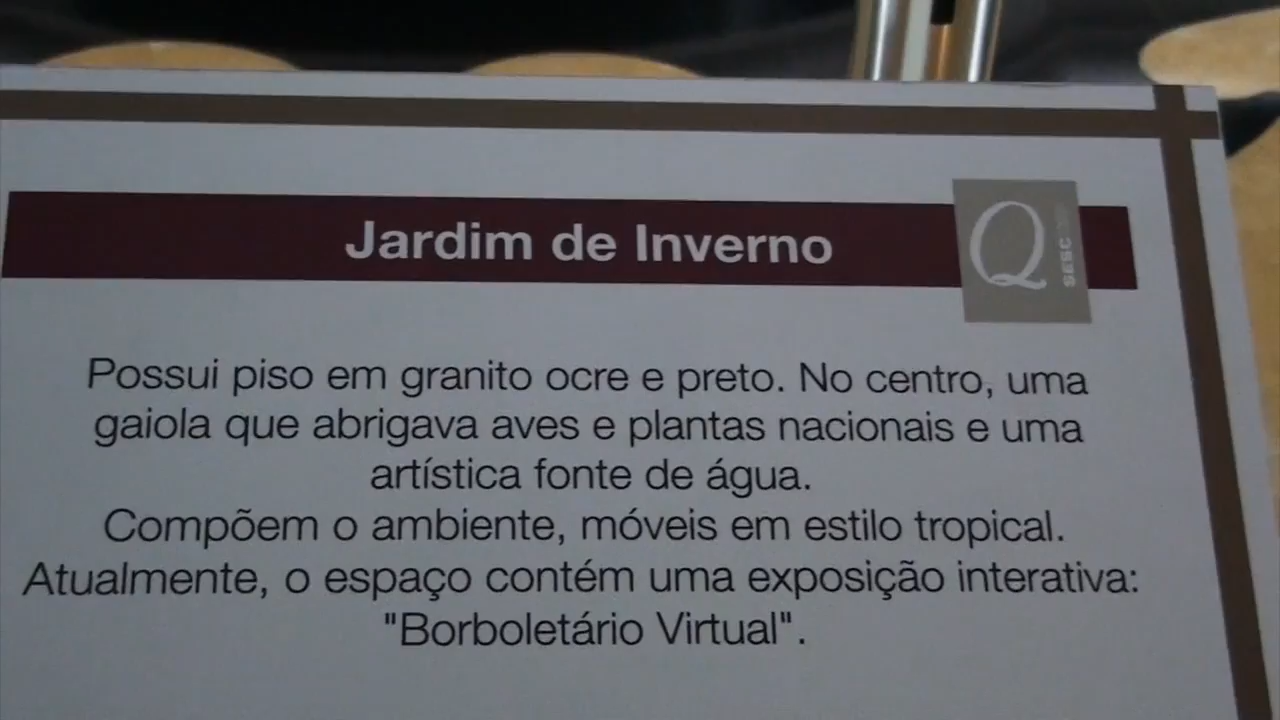 Jardim de Inverno
Q
SESC
Possui piso em granito ocre e preto. No centro, uma
gaiola que abrigava aves e plantas nacionais e uma
artística fonte de água.
Compõem o ambiente, móveis em estilo tropical.
Atualmente, o espaço contém uma exposição interativa:
"Borboletário Virtual".